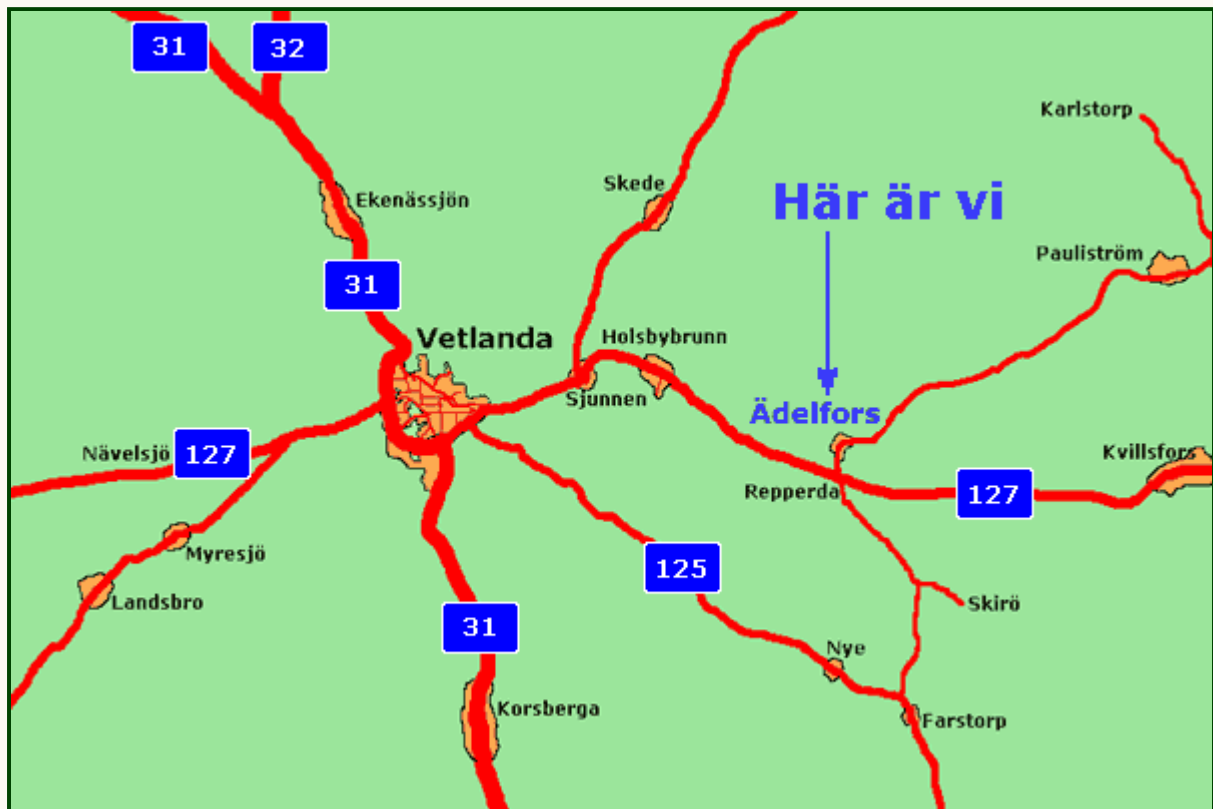 31
32
Karlstorp
Skede
Här är vi
Ekenässjön
Pauliström
31
Vetlanda
Holsbybrunn
Sjunnen
Ädelfors
Nävelsjö
127
Kvillsfors
Repperda
127
Myresjö
125
Landsbro
Skirö
31
Nye
Korsberga
Farstorp